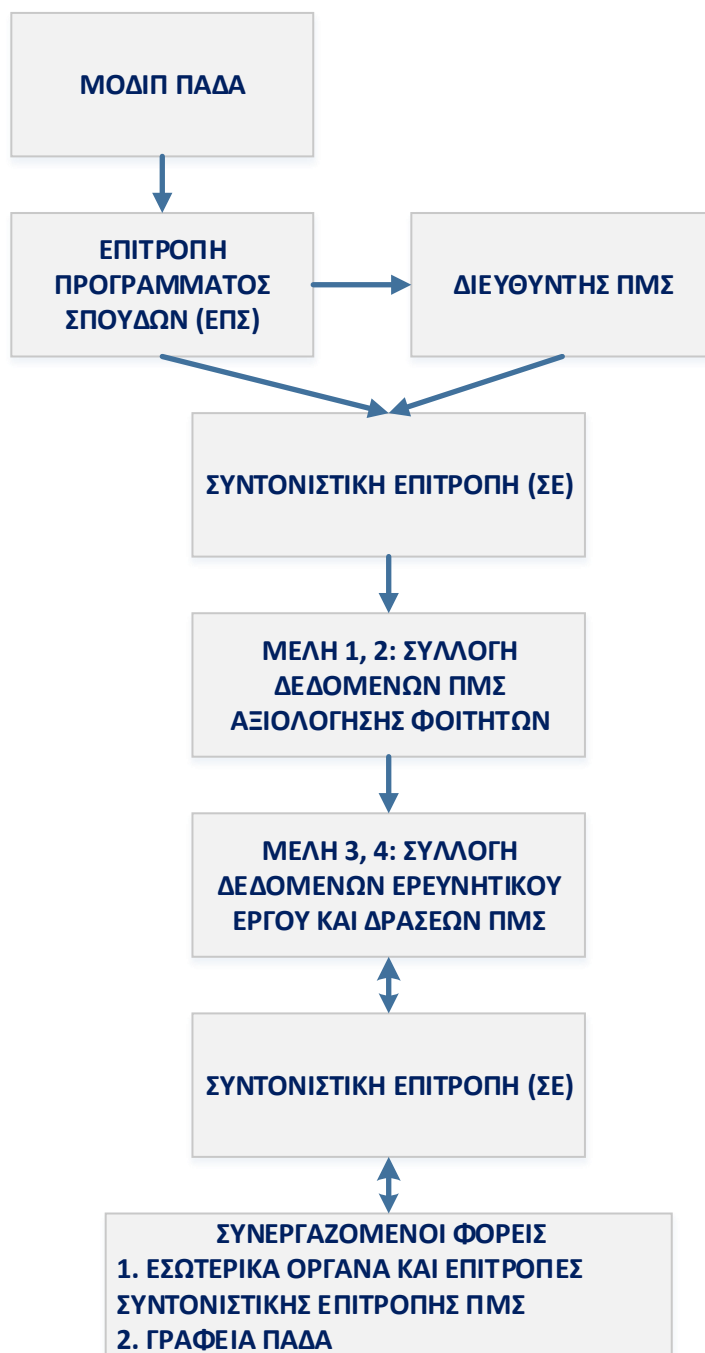 ΜΟΔΙΠ ΠΑΔΑ
ΕΠΙΤΡΟΠΗ
ΠΡΟΓΡΑΜΜΑΤΟΣ
ΣΠΟΥΔΩΝ (ΕΠΣ)
ΔΙΕΥΘΥΝΤΗΣ ΠΜΣ
ΣΥΝΤΟΝΙΣΤΙΚΗ ΕΠΙΤΡΟΠΗ (ΣΕ)
ΜΕΛΗ 1, 2: ΣΥΛΛΟΓΗ
ΔΕΔΟΜΕΝΩΝ ΠΜΣ
ΑΞΙΟΛΟΓΗΣΗΣ ΦΟΙΤΗΤΩΝ
ΜΕΛΗ 3, 4: ΣΥΛΛΟΓΗ
ΔΕΔΟΜΕΝΩΝ ΕΡΕΥΝΗΤΙΚΟΥ
ΕΡΓΟΥ ΚΑΙ ΔΡΑΣΕΩΝ ΠΜΣ
ΣΥΝΤΟΝΙΣΤΙΚΗ ΕΠΙΤΡΟΠΗ (ΣΕ)
ΣΥΝΕΡΓΑΖΟΜΕΝΟΙ ΦΟΡΕΙΣ
1. ΕΣΩΤΕΡΙΚΑ ΟΡΓΑΝΑ ΚΑΙ ΕΠΙΤΡΟΠΕΣ
ΣΥΝΤΟΝΙΣΤΙΚΗΣ ΕΠΙΤΡΟΠΗΣ ΠΜΣ
2. ΓΡΑΦΕΙΑ ΠΑΔΑ